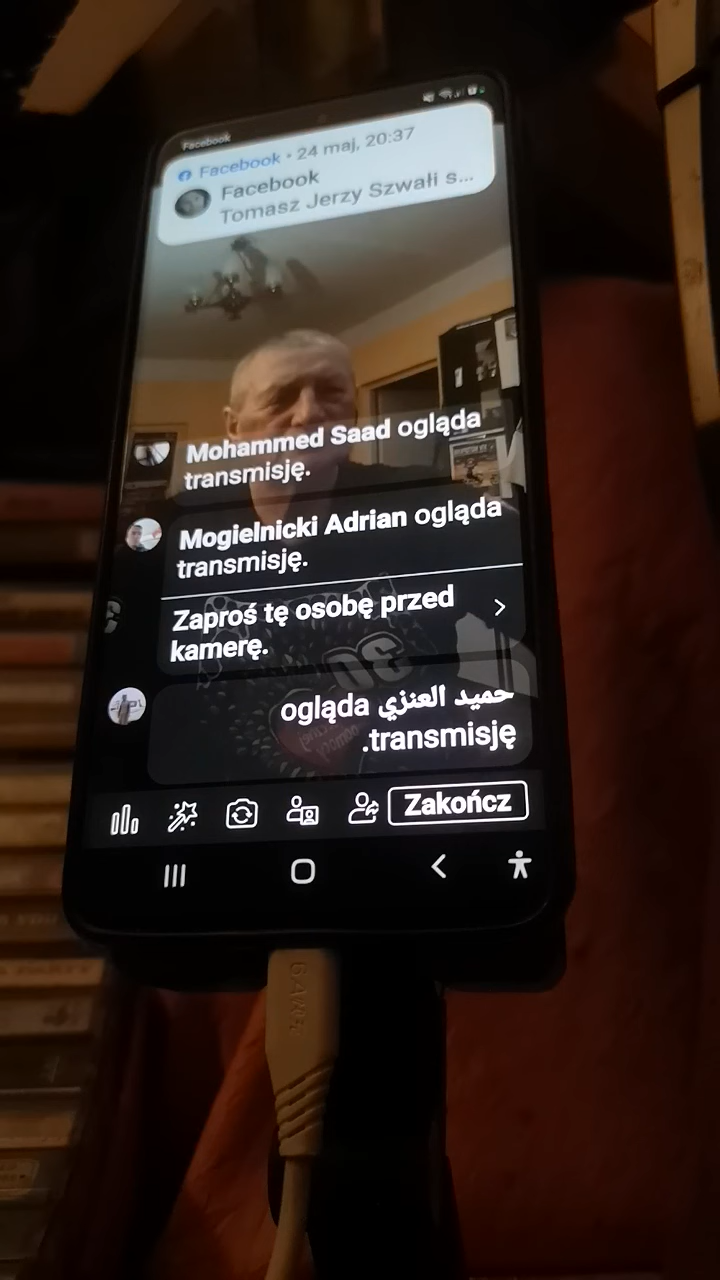 Facebook
Facebook • 24 maj, 20:37
Facebook
Tomasz Jerzy Szwałi s...
Mohammed Saad ogląda
transmisję.
Mogielnicki Adrian ogląda
transmisję.
Zaproś tę osobę przed
kamerę.
حميد العنزي ogląda
transmisję.
Zakończ